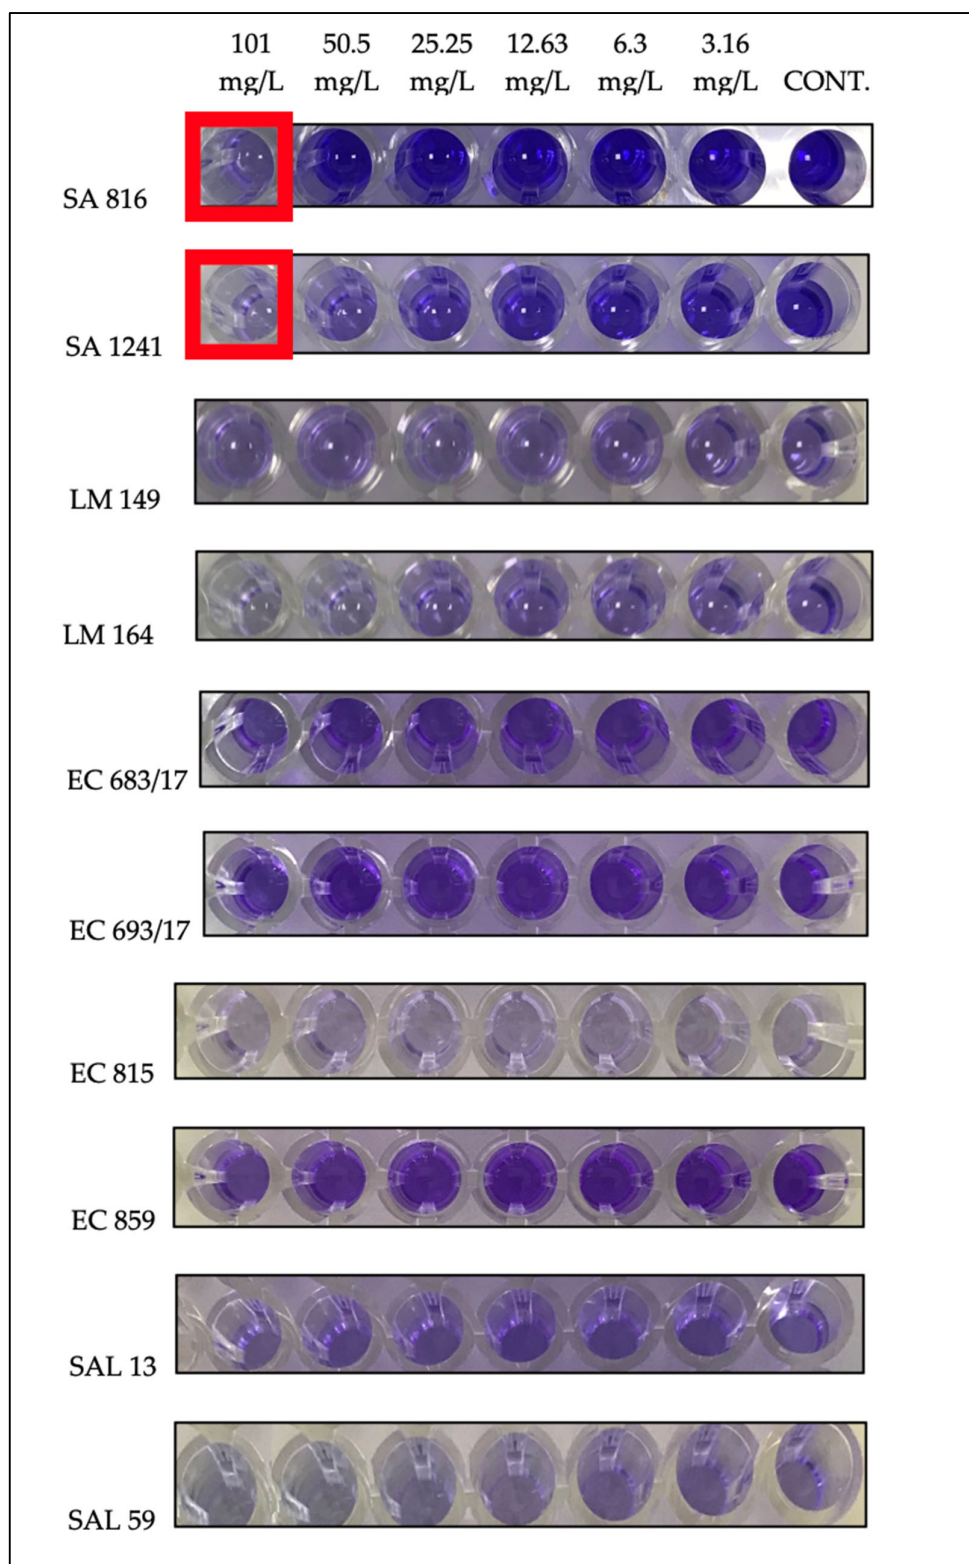 101 50.5 25.25 12.63 6.3 3.16
mg/L mg/L mg/L mg/L mg/L mg/L CONT.
SA 816
SA 1241
LM 149
LM 164
EC 683/17
EC 693/17
EC 815
EC 859
SAL 13
SAL 59